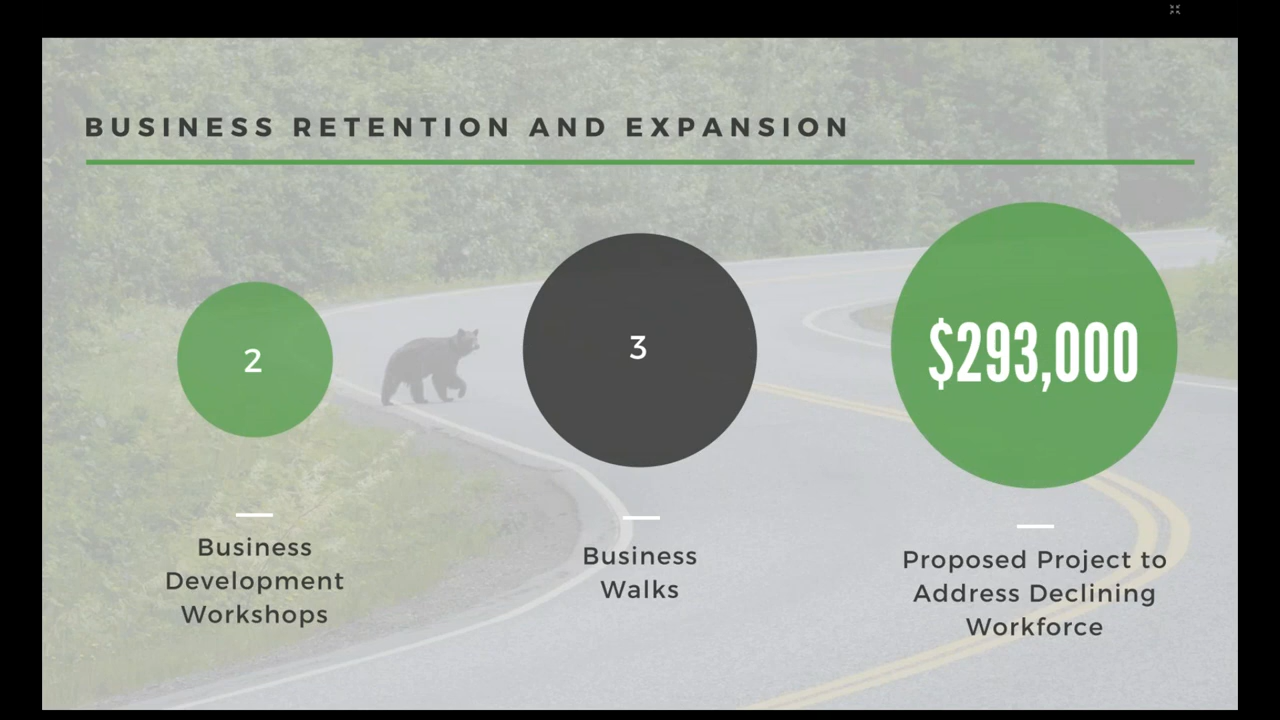 BUSINESS RETENTION AND EXPANSION
2
Business
Development
Workshops
3
Business
Walks
$293,000
Proposed Project to
Address Declining
Workforce